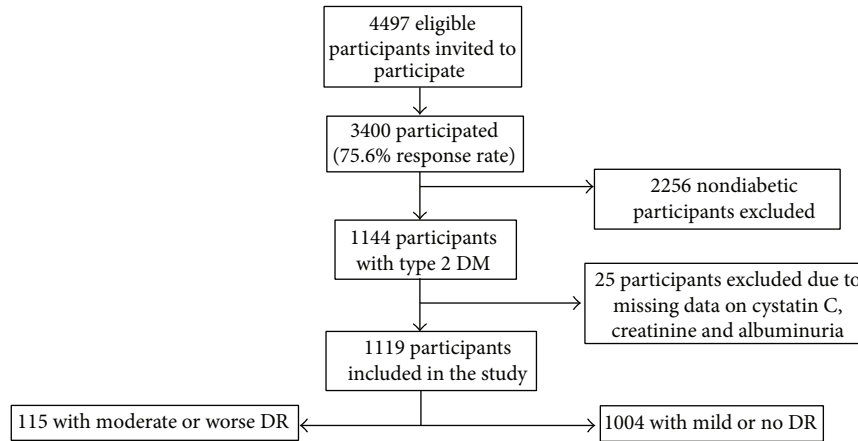 4497 eligible
participants invited to
participate
3400 participated
(75.6% response rate)
2256 nondiabetic
participants excluded
1144 participants
with type 2 DM
25 participants excluded due to
missing data on cystatin C,
creatinine and albuminuria
1119 participants
included in the study
115 with moderate or worse DR
1004 with mild or no DR